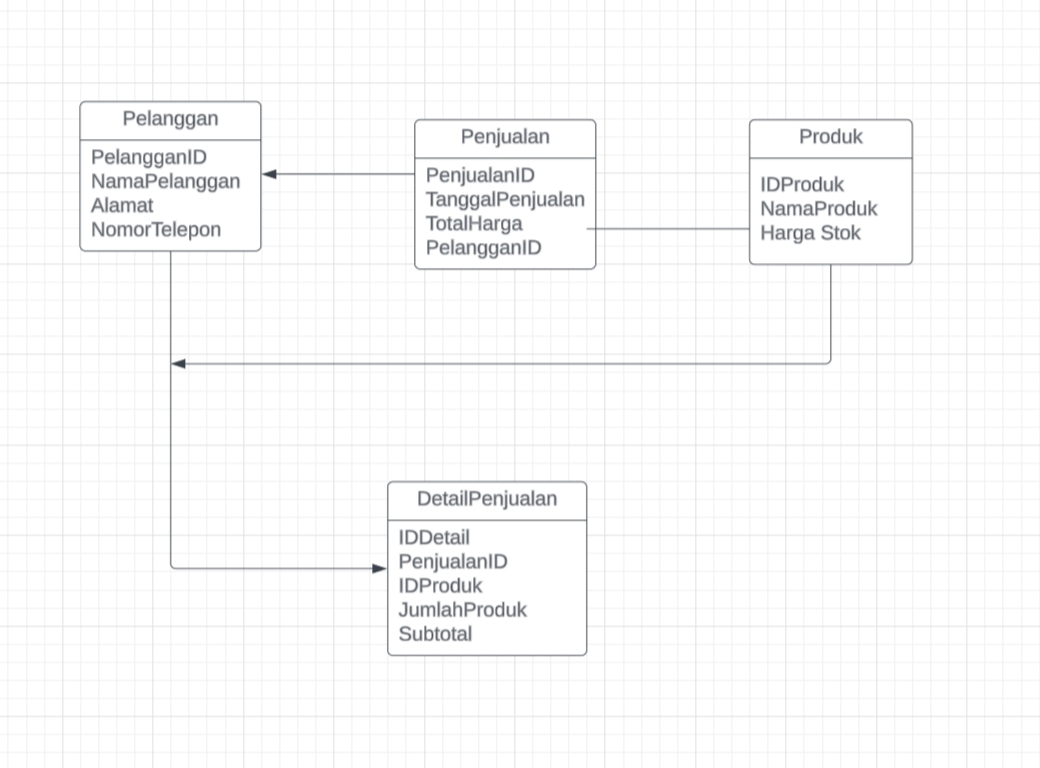 Pelanggan
PelangganID
NamaPelanggan
Alamat
NomorTelepon
Penjualan
PenjualanID
TanggalPenjualan
TotalHarga
PelangganID
Produk
IDProduk
NamaProduk
Harga Stok
DetailPenjualan
IDDetail
PenjualanID
IDProduk
JumlahProduk
Subtotal